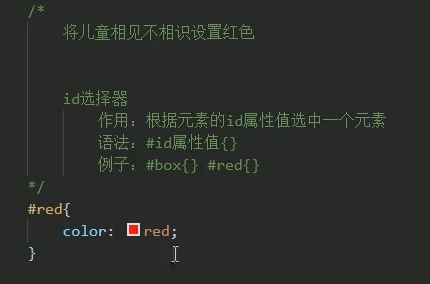 /*
将儿童相见不相识设置红色
id选择器
作用：根据元素的id属性值选中一个元素
语法：#id属性值{}
例子：#box{} #red{}
*/
#red{
color: red;
}